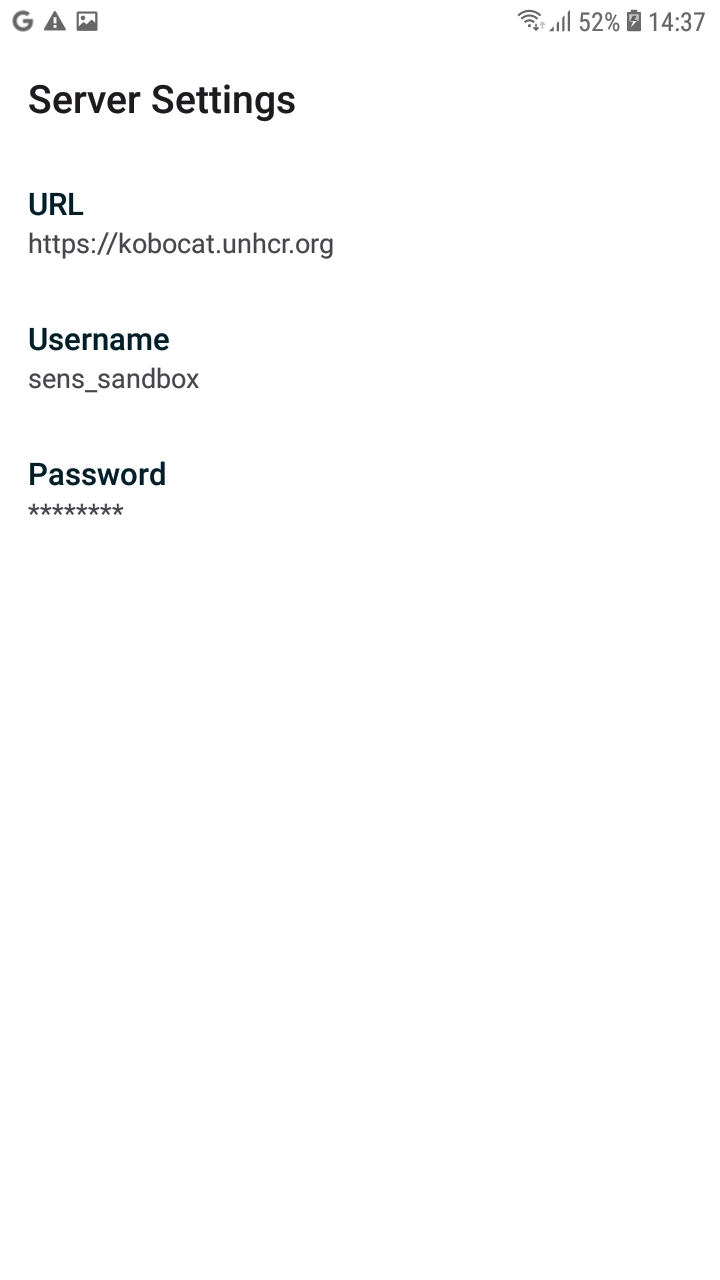 G 52% 14:37
Server Settings
URL
https://kobocat.unhcr.org
Username
sens_sandbox
Password
********